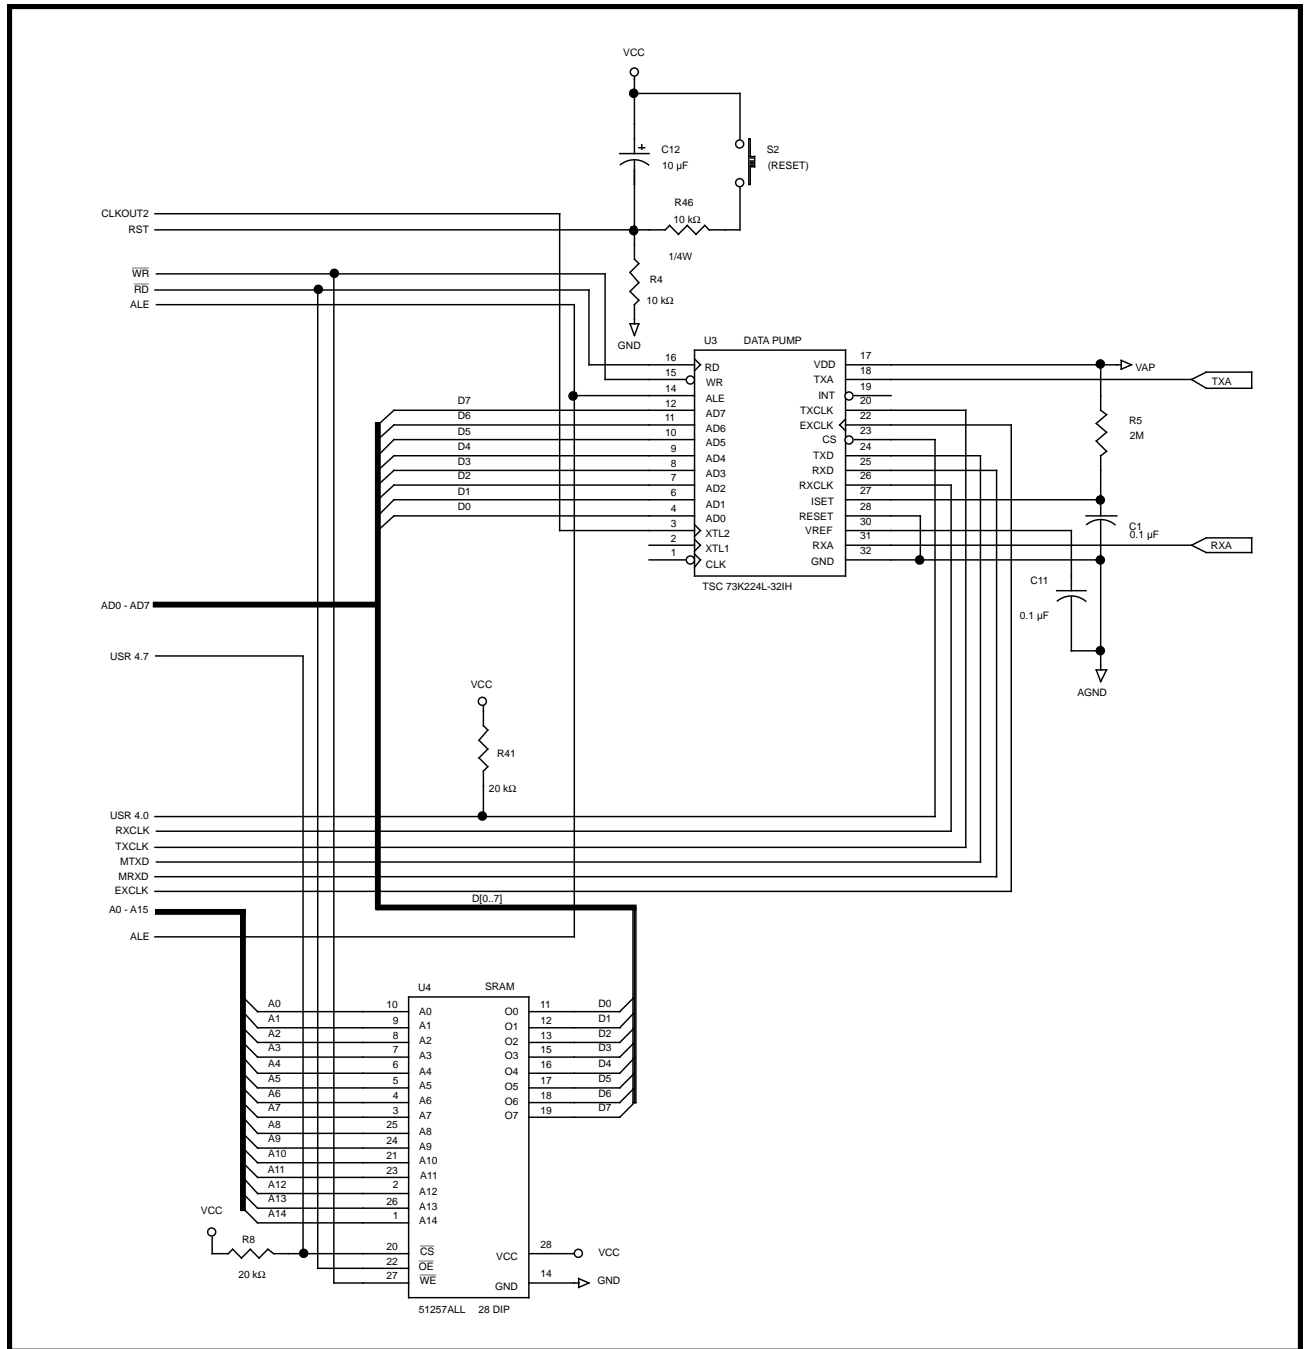 VCC
C12
10 µF
+
S2
(RESET)
R46
10 kΩ
1/4W
CLKOUT2
RST
WR
RD
ALE
R4
10 kΩ
GND
U3 DATA PUMP
16 RD VDD 17
15 WR TXA 18
14 ALE INT 19
12 AD7 TXCLK 20
11 AD6 EXCLK 22
10 AD5 CS 23
9 AD4 TXD 24
8 AD3 RXD 25
7 AD2 RXCLK 26
6 AD1 ISET 27
4 AD0 RESET 28
3 XTL2 VREF 30
2 XTL1 RXA 31
1 CLK GND 32
TSC 73K224L-32IH
D7
D6
D5
D4
D3
D2
D1
D0
VAP
TXA
R5
2M
C1
0.1 µF
RXA
C11
0.1 µF
AGND
AD0 - AD7
USR 4.7
VCC
R41
20 kΩ
USR 4.0
RXCLK
TXCLK
MTXD
MRXD
EXCLK
A0 - A15
ALE
D[0..7]
U4 SRAM
A0 10 A0 O0 11 D0
A1 9 A1 O1 12 D1
A2 8 A2 O2 13 D2
A3 7 A3 O3 15 D3
A4 6 A4 O4 16 D4
A5 5 A5 O5 17 D5
A6 4 A6 O6 18 D6
A7 3 A7 O7 19 D7
A8 25 A8
A9 24 A9
A10 21 A10
A11 23 A11
A12 2 A12
A13 26 A13
A14 1 A14
VCC
R8
20 kΩ
20 CS VCC 28 VCC
22 OE
27 WE GND 14 GND
51257ALL 28 DIP